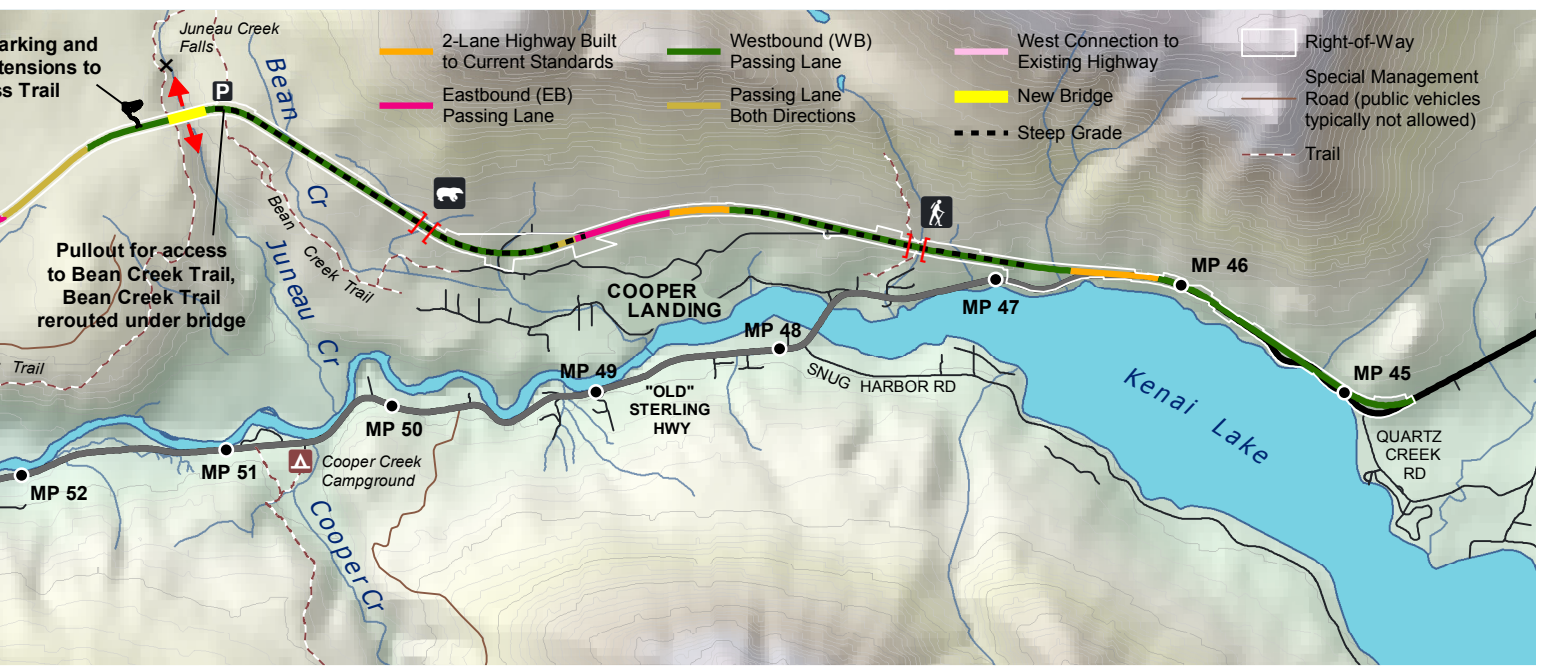 arking and
tensions to
ss Trail
Juneau Creek
Falls
P
2-Lane Highway Built
to Current Standards
Eastbound (EB)
Passing Lane
Westbound (WB)
Passing Lane
Passing Lane
Both Directions
West Connection to
Existing Highway
New Bridge
Steep Grade
Right-of-Way
Special Management
Road (public vehicles
typically not allowed)
Trail
Bean
Cr
Bean
Creek
Trail
Juneau
Cr
Pullout for access
to Bean Creek Trail,
Bean Creek Trail
rerouted under bridge
Trail
COOPER
LANDING
MP 45
MP 46
MP 47
MP 48
MP 49
MP 50
MP 51
MP 52
"OLD"
STERLING
HWY
SNUG HARBOR RD
Kenai Lake
QUARTZ
CREEK
RD
Cooper Creek
Campground
Cooper Cr